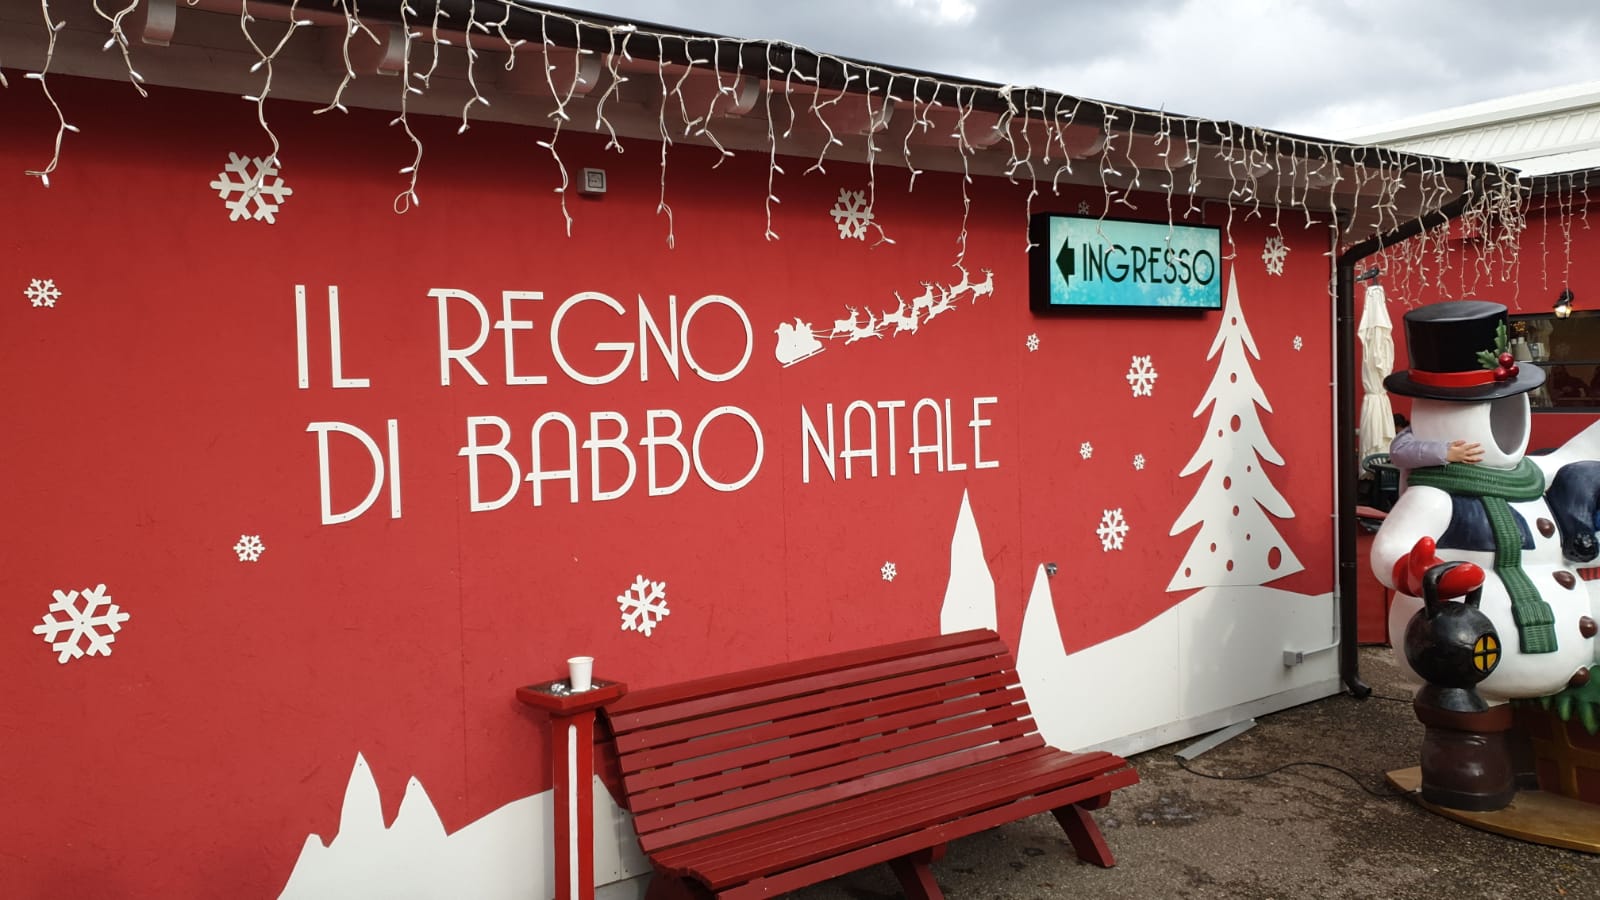 IL REGNO
DI BABBO NATALE
INGRESSO